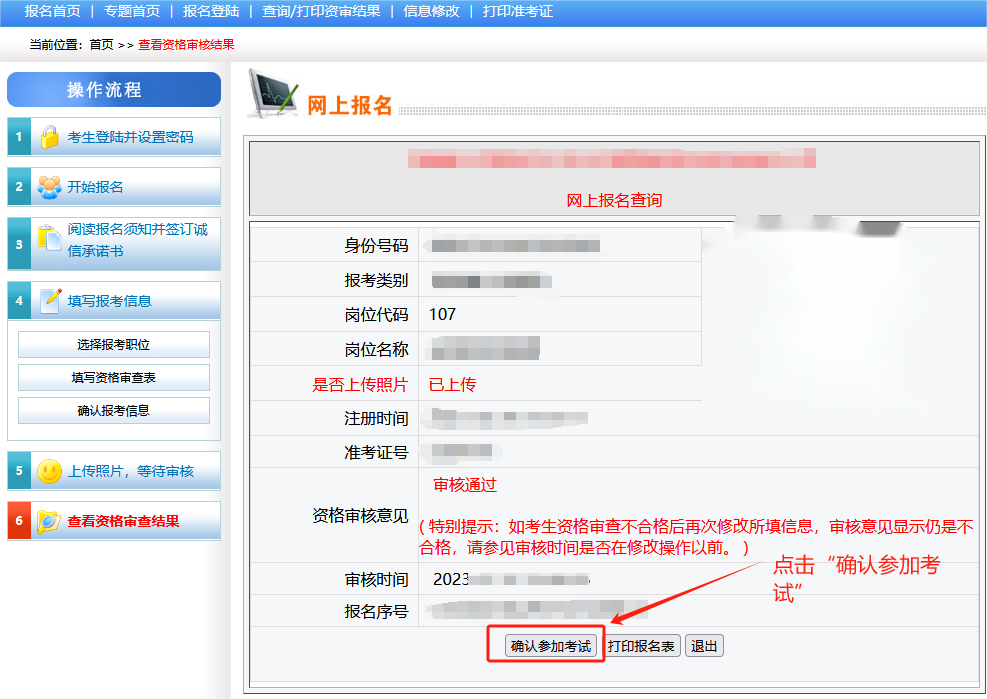 报名首页 | 专题首页 | 报名登陆 | 查询/打印资审结果 | 信息修改 | 打印准考证
当前位置：首页 >> 查看资格审核结果
操作流程
1 考生登陆并设置密码
2 开始报名
3 阅读报名须知并签订诚
信承诺书
4 填写报考信息
选择报考职位
填写资格审查表
确认报考信息
5 上传照片，等待审核
6 查看资格审查结果
网上报名
网上报名查询
身份号码
报考类别
岗位代码 107
岗位名称
是否上传照片 已上传
注册时间
准考证号
资格审核意见
审核通过
( 特别提示：如考生资格审查不合格后再次修改所填信息，审核意见显示仍是不
合格，请参见审核时间是否在修改操作以前。 )
审核时间 2023
报名序号
点击“确认参加考
试”
确认参加考试 打印报名表 退出